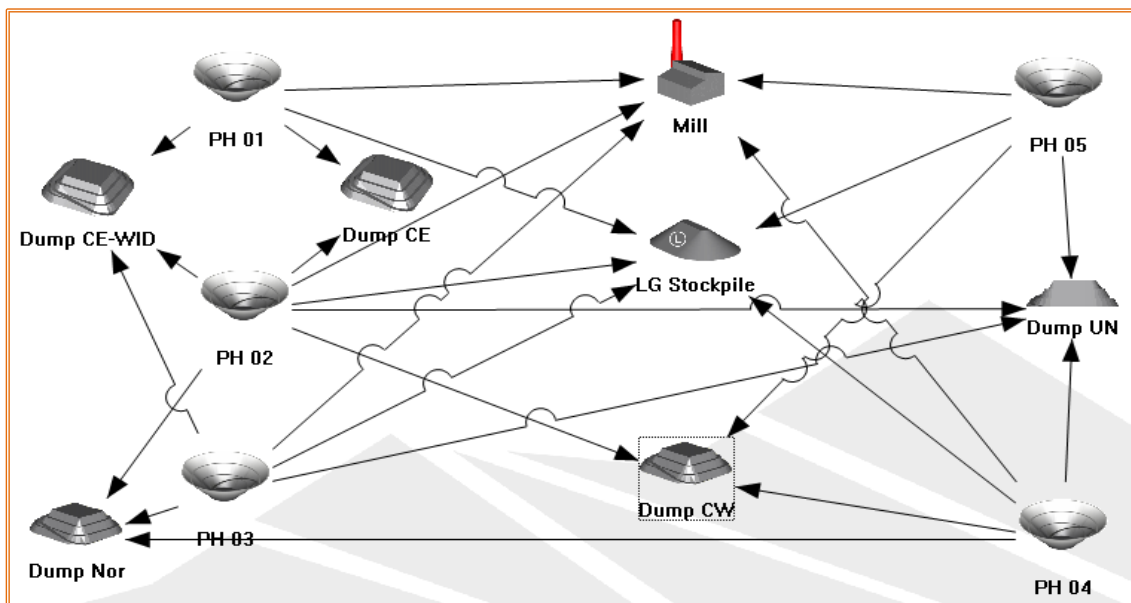 PH 01
Mill
PH 05
Dump CE-WID
Dump CE
L
LG Stockpile
PH 02
Dump UN
PH 03
Dump CW
Dump Nor
PH 04